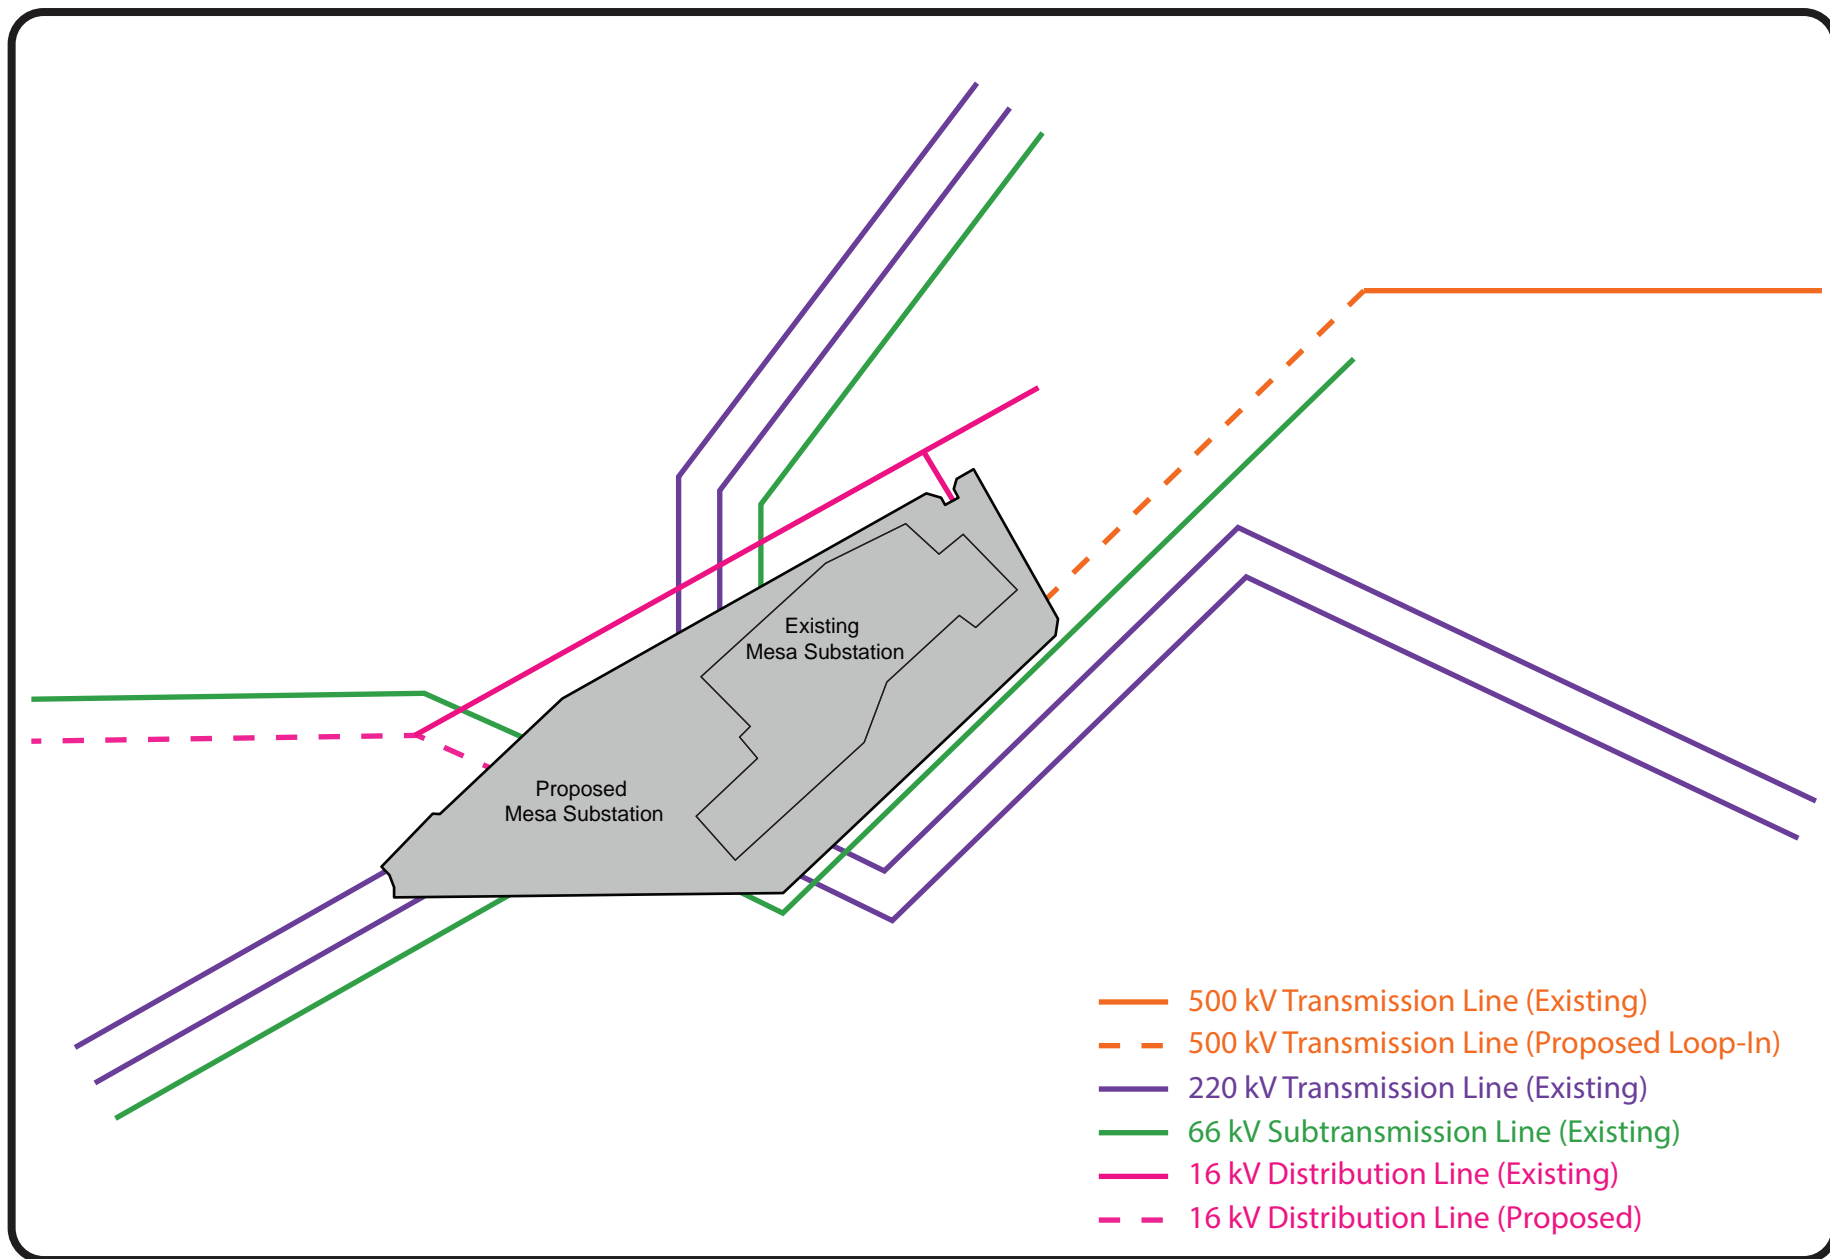 Existing
Mesa Substation
Proposed
Mesa Substation
500 kV Transmission Line (Existing)
500 kV Transmission Line (Proposed Loop-In)
220 kV Transmission Line (Existing)
66 kV Subtransmission Line (Existing)
16 kV Distribution Line (Existing)
16 kV Distribution Line (Proposed)